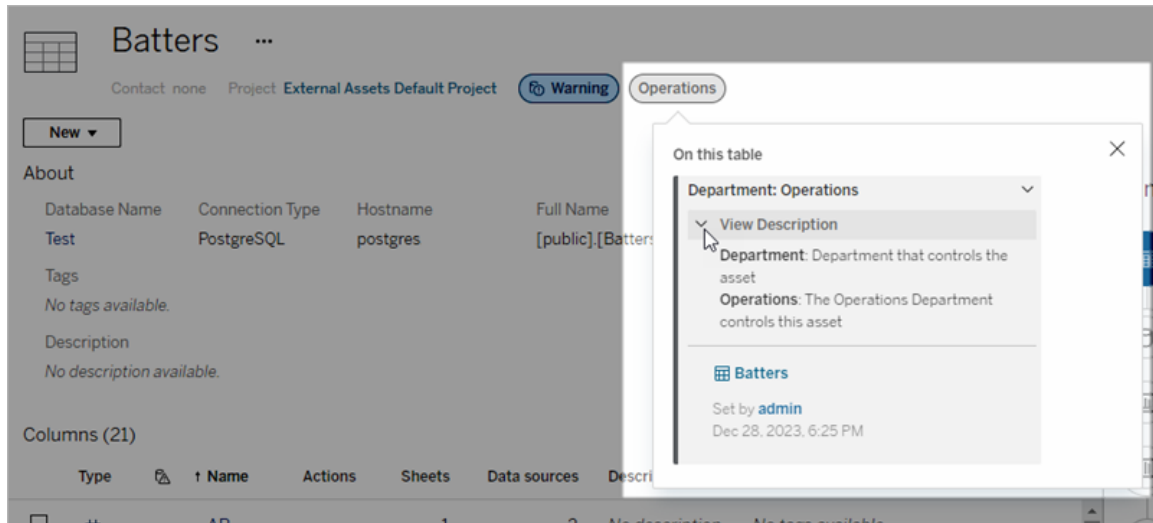 Batters ...
Contact none Project External Assets Default Project Warning Operations
New
About
Database Name Connection Type Hostname Full Name
Test PostgreSQL postgres [public].[Batters
Tags
No tags available.
Description
No description available.
Columns (21)
Type ↑ Name Actions Sheets Data sources Descri
On this table
Department: Operations
View Description
Department: Department that controls the
asset
Operations: The Operations Department
controls this asset
Batters
Set by admin
Dec 28, 2023, 6:25 PM